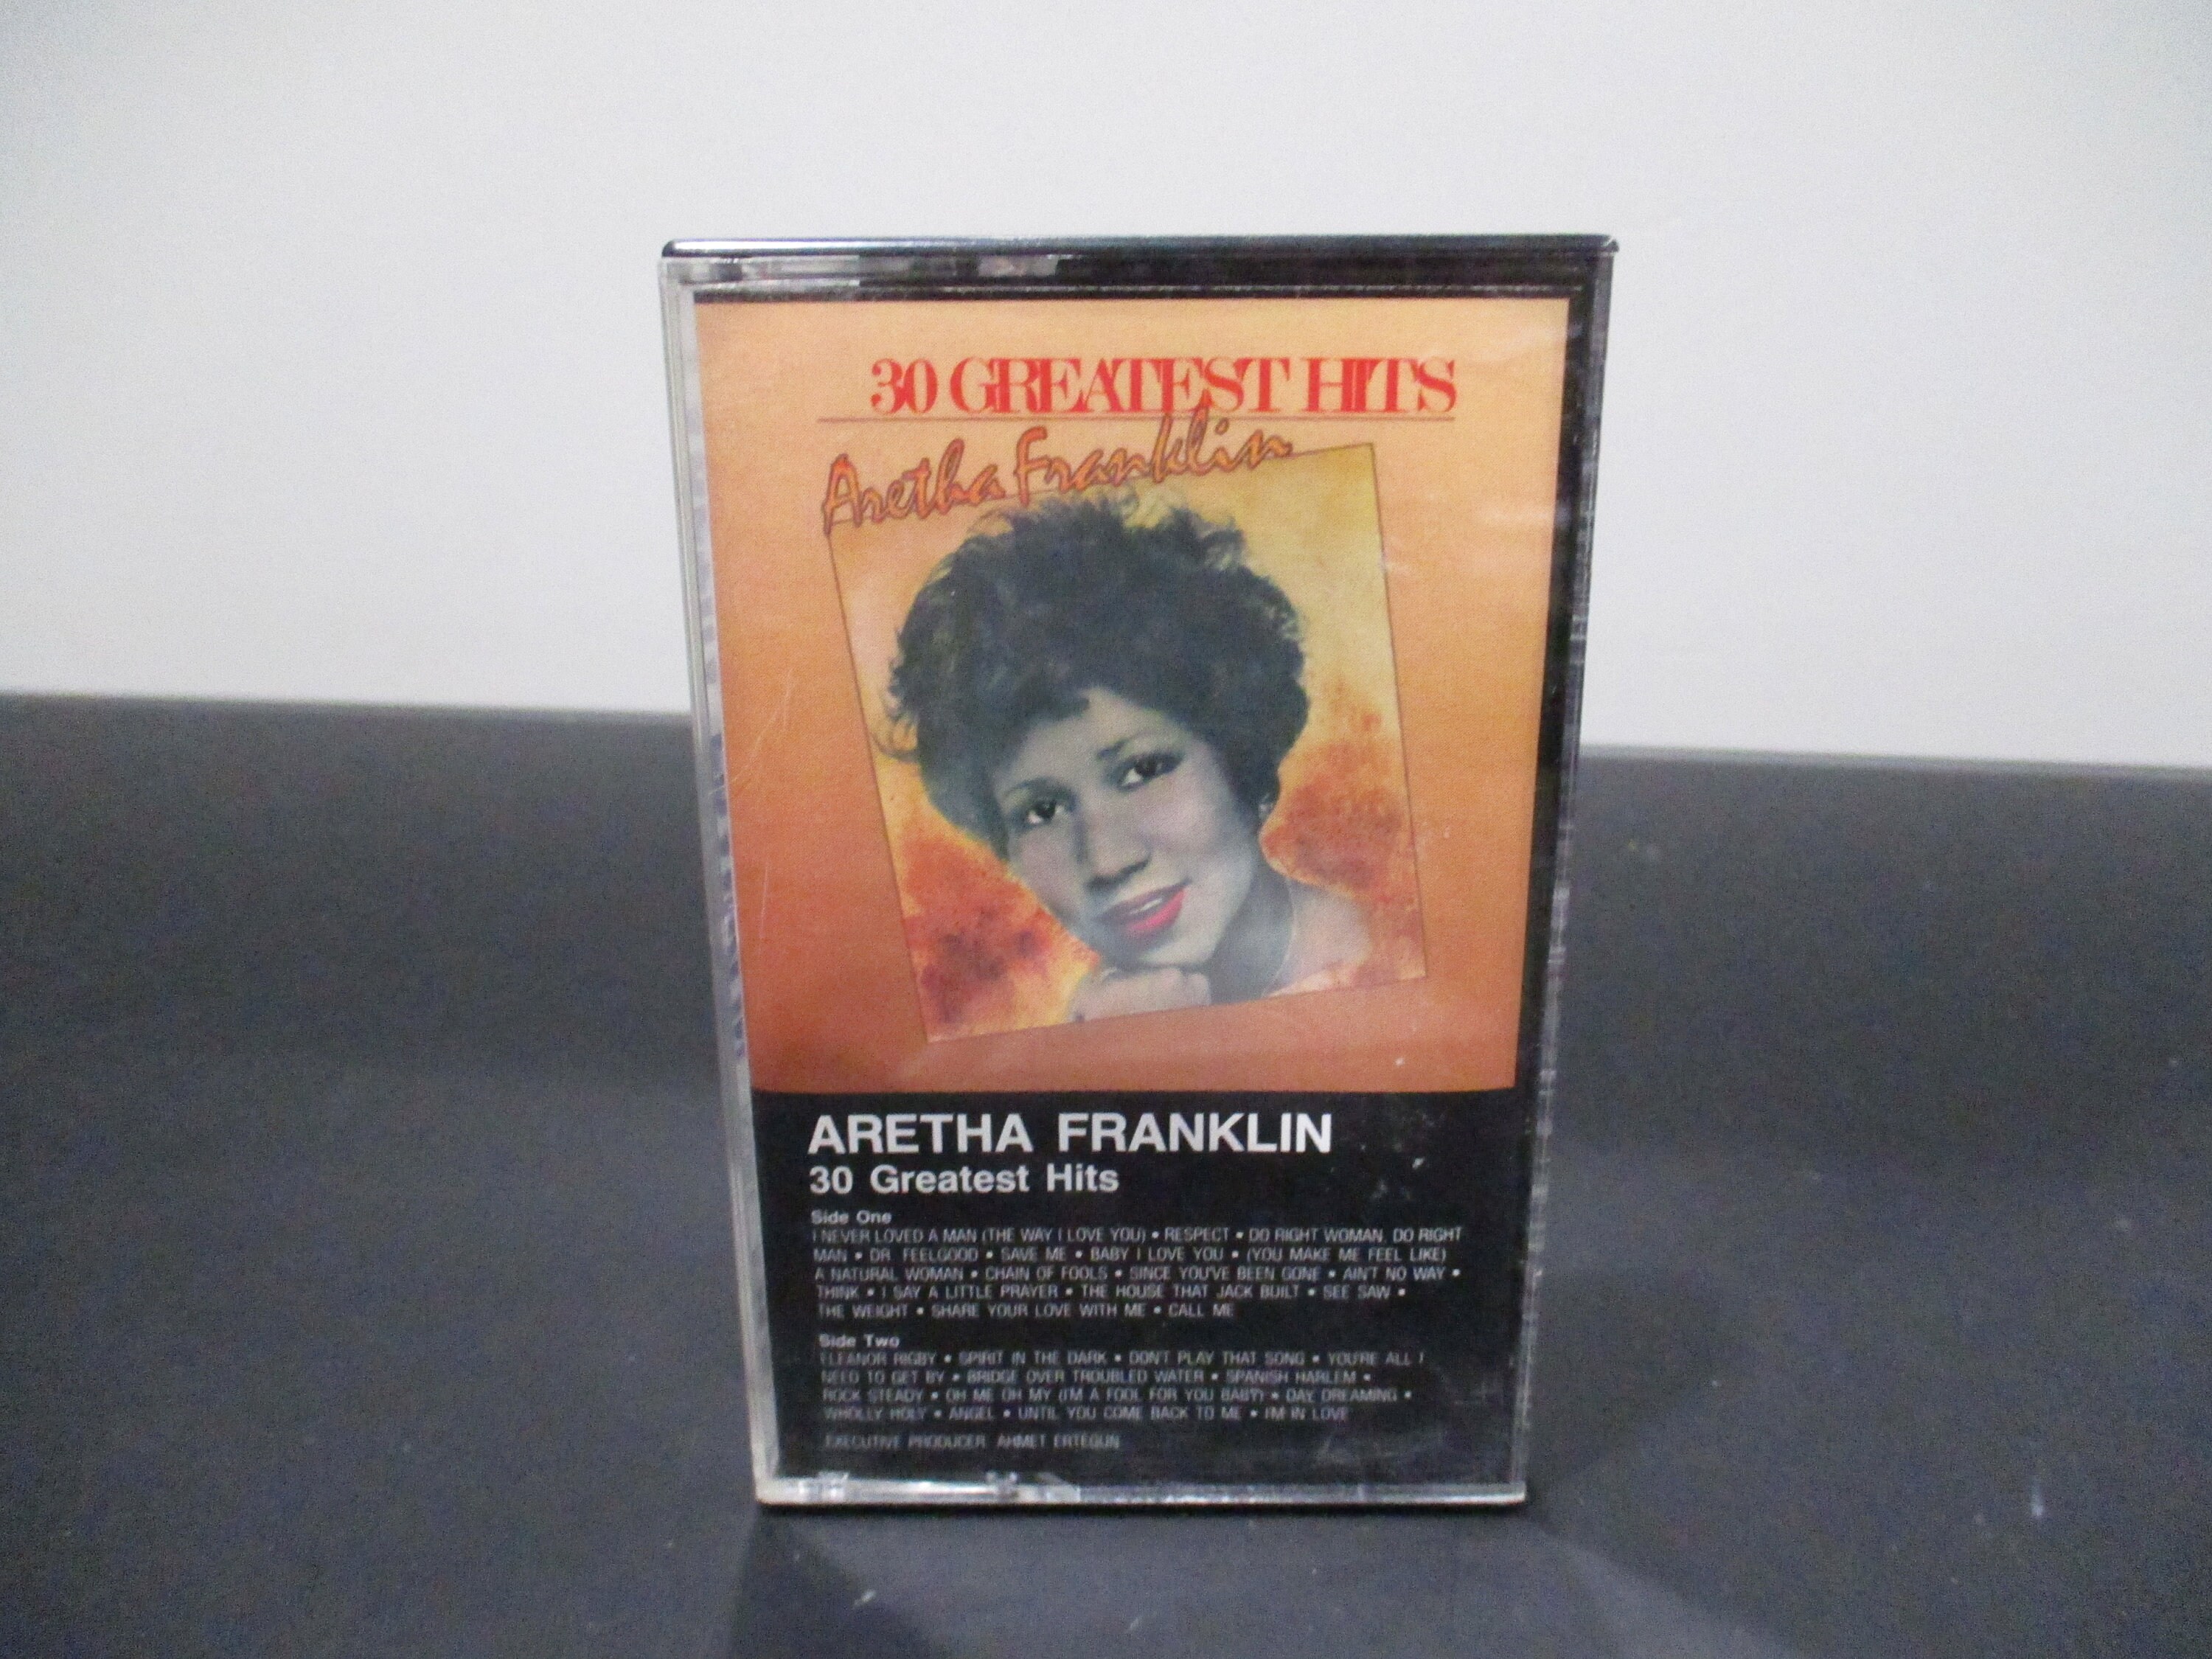 30 GREATEST HITS
Aretha Franklin
ARETHA FRANKLIN
30 Greatest Hits
Side One
I NEVER LOVED A MAN (THE WAY I LOVE YOU) • RESPECT • DO RIGHT WOMAN, DO RIGHT
MAN • DR. FEELGOOD • SAVE ME • BABY I LOVE YOU • (YOU MAKE ME FEEL LIKE)
A NATURAL WOMAN • CHAIN OF FOOLS • SINCE YOU'VE BEEN GONE • AIN'T NO WAY •
THINK • I SAY A LITTLE PRAYER • THE HOUSE THAT JACK BUILT • SEE SAW •
THE WEIGHT • SHARE YOUR LOVE WITH ME • CALL ME
Side Two
ELEANOR RIGBY • SPIRIT IN THE DARK • DON'T PLAY THAT SONG • YOU'RE ALL I
NEED TO GET BY • BRIDGE OVER TROUBLED WATER • SPANISH HARLEM •
ROCK STEADY • OH ME OH MY (I'M A FOOL FOR YOU BABY) • DAY DREAMING •
WHOLLY HOLY • ANGEL • UNTIL YOU COME BACK TO ME • I'M IN LOVE
EXECUTIVE PRODUCER: AHMET ERTEGUN